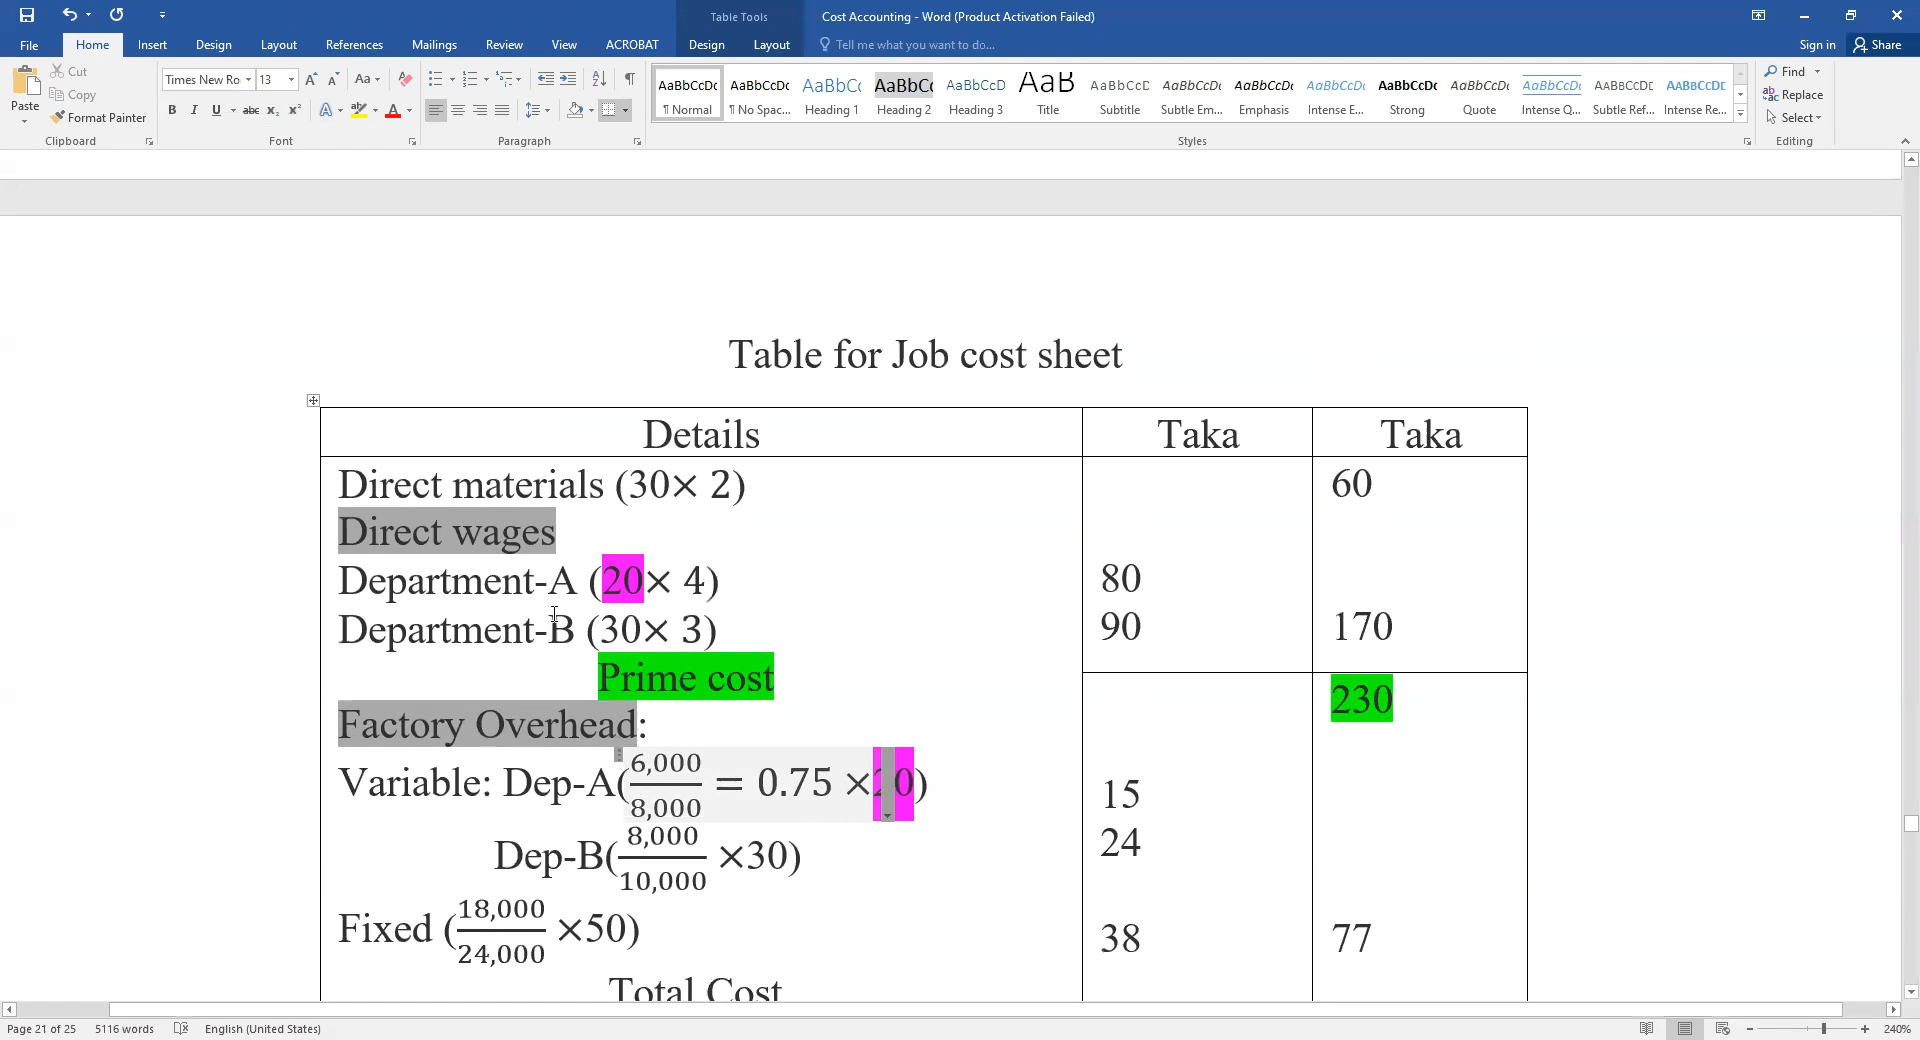 Table Tools
Cost Accounting - Word (Product Activation Failed)
File Home Insert Design Layout References Mailings Review View ACROBAT Design Layout Tell me what you want to do... Sign in Share
Paste
Cut
Copy
Format Painter
Times New Ro 13
AaBbCcDc AaBbCcDc AaBbCc AaBbCc AaBbCcD AaB AaBbCcD AaBbCcDc AaBbCcDc AaBbCcDc AaBbCcDc AaBbCcDc AaBbCcDc AaBbCcDc AaBbCcDc
¶ Normal ¶ No Spac... Heading 1 Heading 2 Heading 3 Title Subtitle Subtle Em... Emphasis Intense E... Strong Quote Intense Q... Subtle Ref... Intense Re...
Find
Replace
Select
Clipboard Font Paragraph Styles Editing
Table for Job cost sheet
Details Taka Taka
Direct materials (30× 2) 60
Direct wages
Department-A (20× 4) 80
Department-B (30× 3) 90 170
Prime cost 230
Factory Overhead:
Variable: Dep-A(6,000/8,000 = 0.75 ×20) 15
Dep-B(8,000/10,000 ×30) 24
Fixed (18,000/24,000 ×50) 38 77
Total Cost
Page 21 of 25 5116 words English (United States) 240%